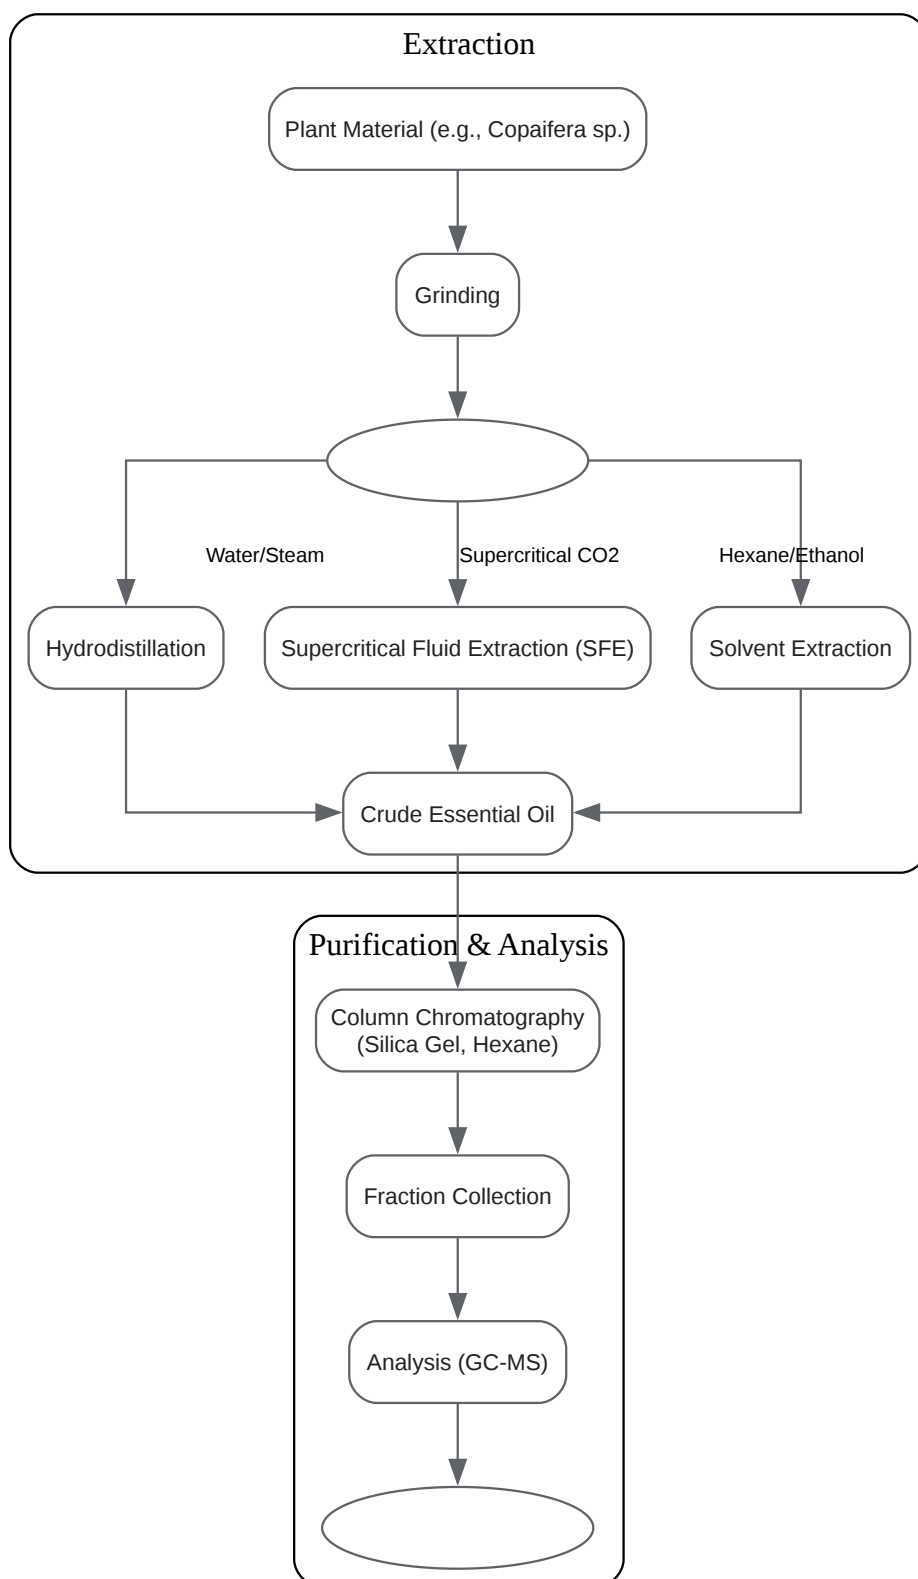 Extraction
Plant Material (e.g., Copaifera sp.)
Grinding
Water/Steam
Supercritical CO2
Hexane/Ethanol
Hydrodistillation
Supercritical Fluid Extraction (SFE)
Solvent Extraction
Crude Essential Oil
Purification & Analysis
Column Chromatography
(Silica Gel, Hexane)
Fraction Collection
Analysis (GC-MS)